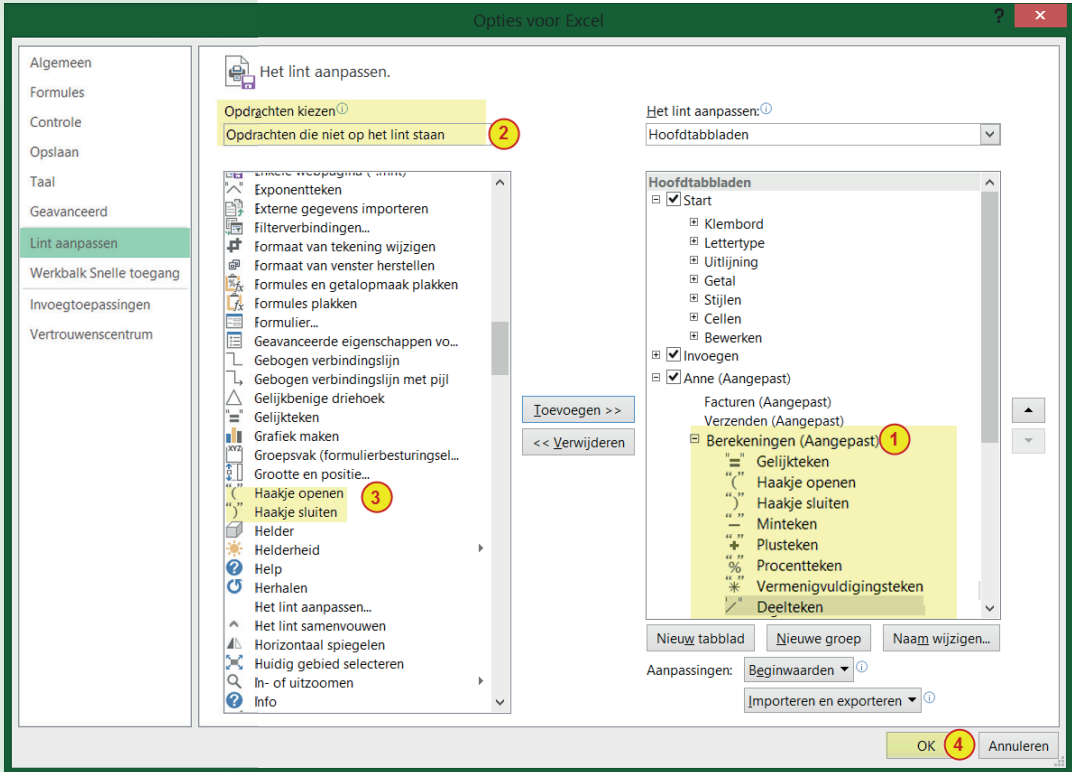 Opties voor Excel
?
×
Algemeen
Formules
Controle
Opslaan
Taal
Geavanceerd
Lint aanpassen
Werkbalk Snelle toegang
Invoegtoepassingen
Vertrouwenscentrum
Het lint aanpassen.
Opdrachten kiezen
Opdrachten die niet op het lint staan
2
Exponentteken
Externe gegevens importeren
Filterverbindingen...
Formaat van tekening wijzigen
Formaat van venster herstellen
Formules en getalopmaak plakken
Formules plakken
Formulier...
Geavanceerde eigenschappen vo...
Gebogen verbindingslijn
Gebogen verbindingslijn met pijl
Gelijkbenige driehoek
Gelijkteken
Grafiek maken
Groepsvak (formulierbesturingsel...
Grootte en positie...
Haakje openen
3
Haakje sluiten
Helder
Helderheid
Help
Herhalen
Het lint aanpassen...
Het lint samenvouwen
Horizontaal spiegelen
Huidig gebied selecteren
In- of uitzoomen
Info
Toevoegen >>
<< Verwijderen
Het lint aanpassen:
Hoofdtabbladen
Hoofdtabbladen
Start
Klembord
Lettertype
Uitlijning
Getal
Stijlen
Cellen
Bewerken
Invoegen
Anne (Aangepast)
Facturen (Aangepast)
Verzenden (Aangepast)
Berekeningen (Aangepast)
1
"=" Gelijkteken
"(" Haakje openen
")" Haakje sluiten
"–" Minteken
"+" Plusteken
"%" Procentteken
"*" Vermenigvuldigingsteken
"/" Deelteken
Nieuw tabblad
Nieuwe groep
Naam wijzigen...
Aanpassingen:
Beginwaarden
Importeren en exporteren
OK
4
Annuleren